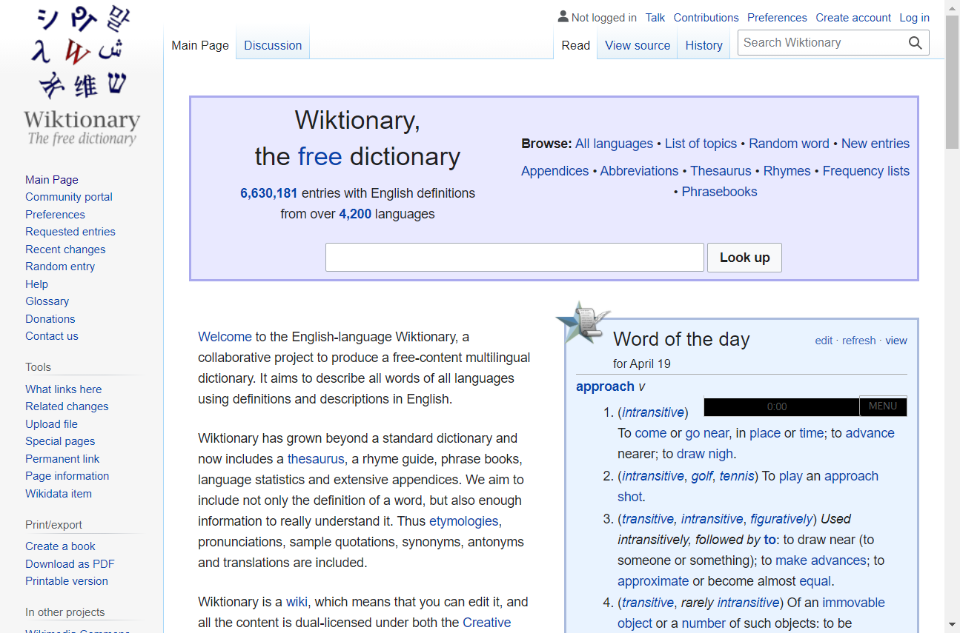 Wiktionary
The free dictionary
Not logged in Talk Contributions Preferences Create account Log in
Main Page Discussion Read View source History Search Wiktionary
Main Page
Community portal
Preferences
Requested entries
Recent changes
Random entry
Help
Glossary
Donations
Contact us
Tools
What links here
Related changes
Upload file
Special pages
Permanent link
Page information
Wikidata item
Print/export
Create a book
Download as PDF
Printable version
In other projects
Wikimedia Commons
Wiktionary,
the free dictionary
6,630,181 entries with English definitions
from over 4,200 languages
Browse: All languages • List of topics • Random word • New entries
Appendices • Abbreviations • Thesaurus • Rhymes • Frequency lists
• Phrasebooks
Look up
Welcome to the English-language Wiktionary, a
collaborative project to produce a free-content multilingual
dictionary. It aims to describe all words of all languages
using definitions and descriptions in English.
Wiktionary has grown beyond a standard dictionary and
now includes a thesaurus, a rhyme guide, phrase books,
language statistics and extensive appendices. We aim to
include not only the definition of a word, but also enough
information to really understand it. Thus etymologies,
pronunciations, sample quotations, synonyms, antonyms
and translations are included.
Wiktionary is a wiki, which means that you can edit it, and
all the content is dual-licensed under both the Creative
Word of the day
edit · refresh · view
for April 19
approach v
0:00 MENU
1. (intransitive)
To come or go near, in place or time; to advance
nearer; to draw nigh.
2. (intransitive, golf, tennis) To play an approach
shot.
3. (transitive, intransitive, figuratively) Used
intransitively, followed by to: to draw near (to
someone or something); to make advances; to
approximate or become almost equal.
4. (transitive, rarely intransitive) Of an immovable
object or a number of such objects: to be